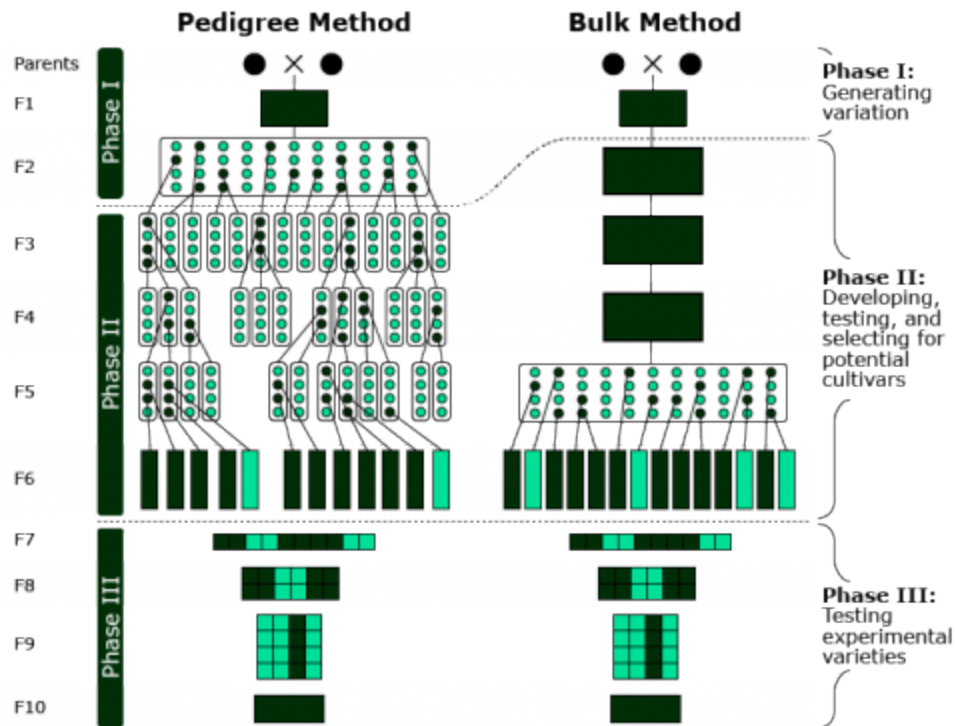 Pedigree Method
Bulk Method
Parents
F1
F2
F3
F4
F5
F6
F7
F8
F9
F10
Phase I
Phase II
Phase III
Phase I:
Generating
variation
Phase II:
Developing,
testing, and
selecting for
potential
cultivars
Phase III:
Testing
experimental
varieties